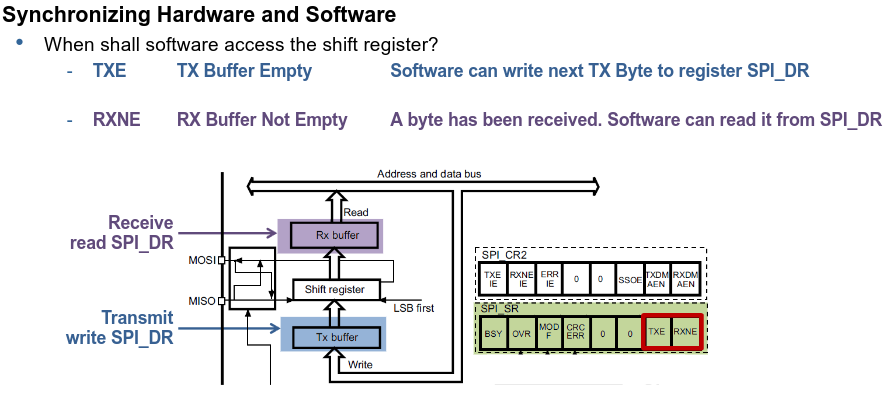 Synchronizing Hardware and Software
• When shall software access the shift register?
- TXE TX Buffer Empty Software can write next TX Byte to register SPI_DR
- RXNE RX Buffer Not Empty A byte has been received. Software can read it from SPI_DR
Address and data bus
Read
Receive
read SPI_DR
Rx buffer
MOSI
Shift register
MISO
LSB first
Transmit
write SPI_DR
Tx buffer
Write
SPI_CR2
TXE IE RXNE IE ERR IE 0 0 SSOE TXDM AEN RXDM AEN
SPI_SR
BSY OVR MOD F CRC ERR 0 0 TXE RXNE